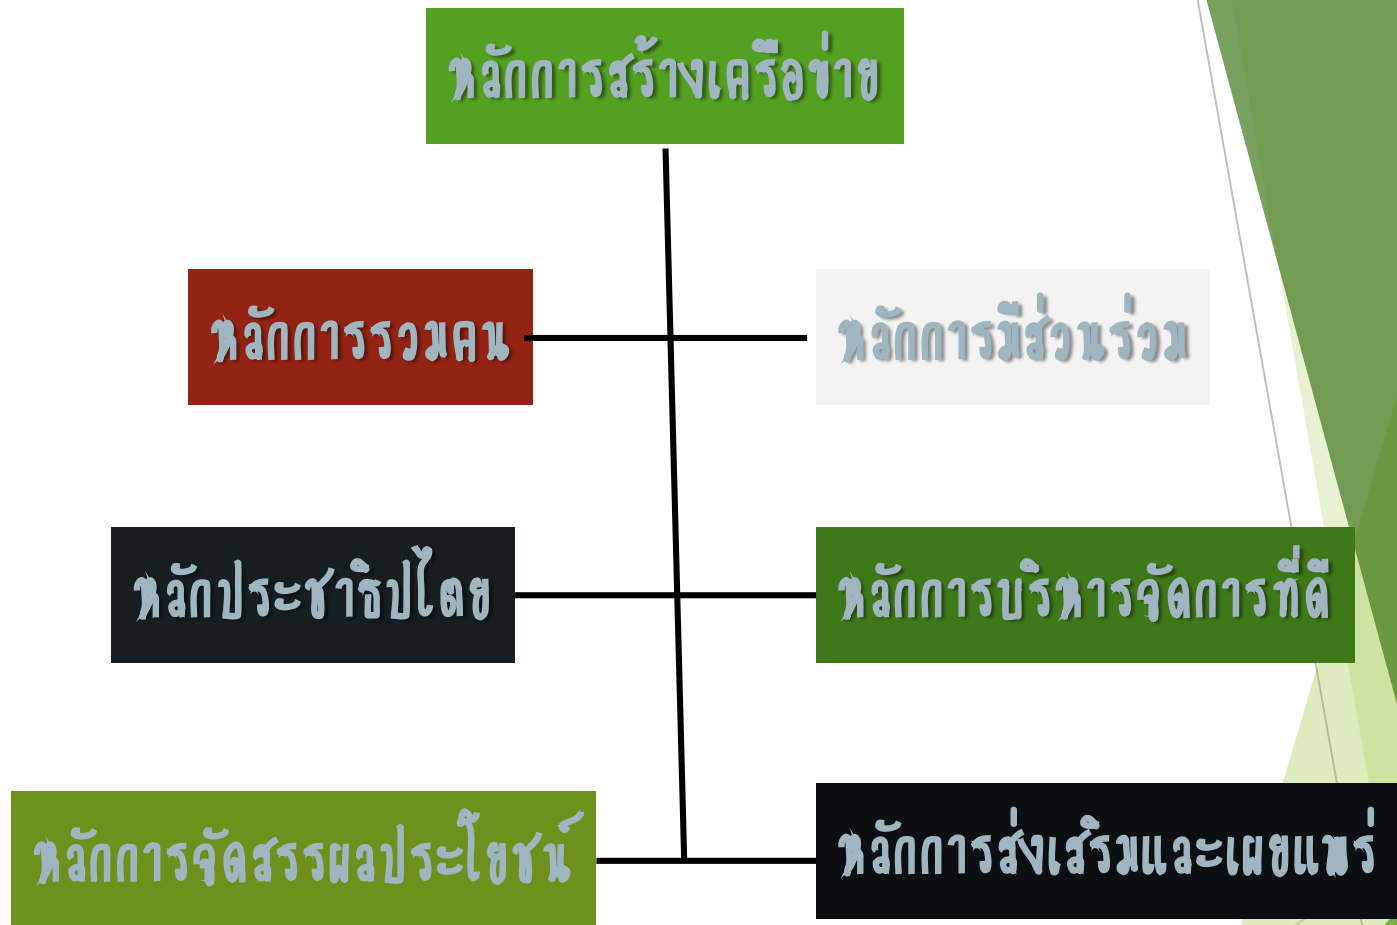 หลักการสร้างเครือข่าย
หลักการรวมคน
หลักการมีส่วนร่วม
หลักประชาธิปไตย
หลักการบริหารจัดการที่ดี
หลักการจัดสรรผลประโยชน์
หลักการส่งเสริมและเผยแพร่